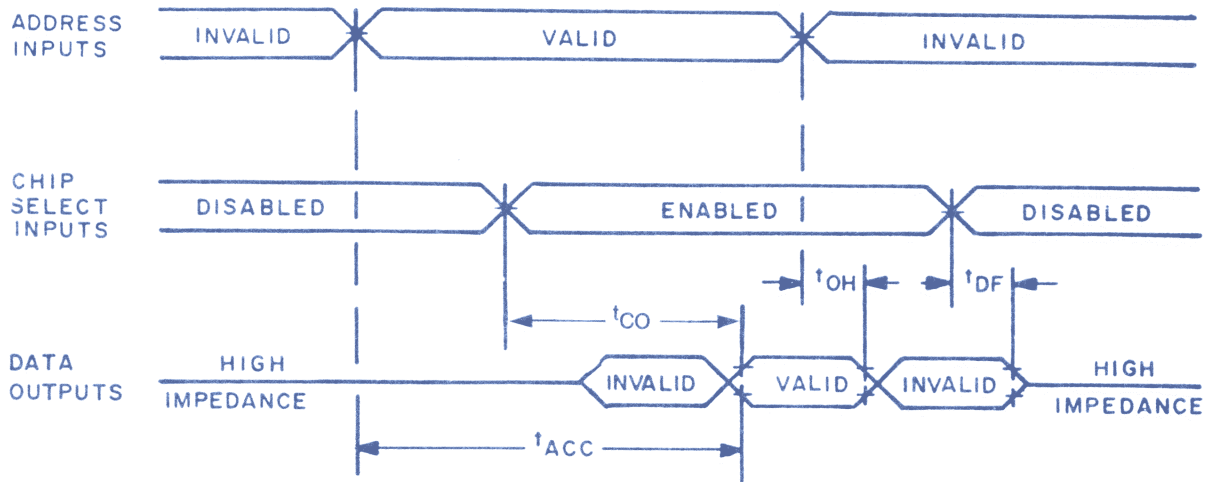 ADDRESS
INPUTS
INVALID
VALID
INVALID
CHIP
SELECT
INPUTS
DISABLED
ENABLED
DISABLED
tOH
tDF
tCO
DATA
OUTPUTS
HIGH
IMPEDANCE
INVALID
VALID
INVALID
HIGH
IMPEDANCE
tACC